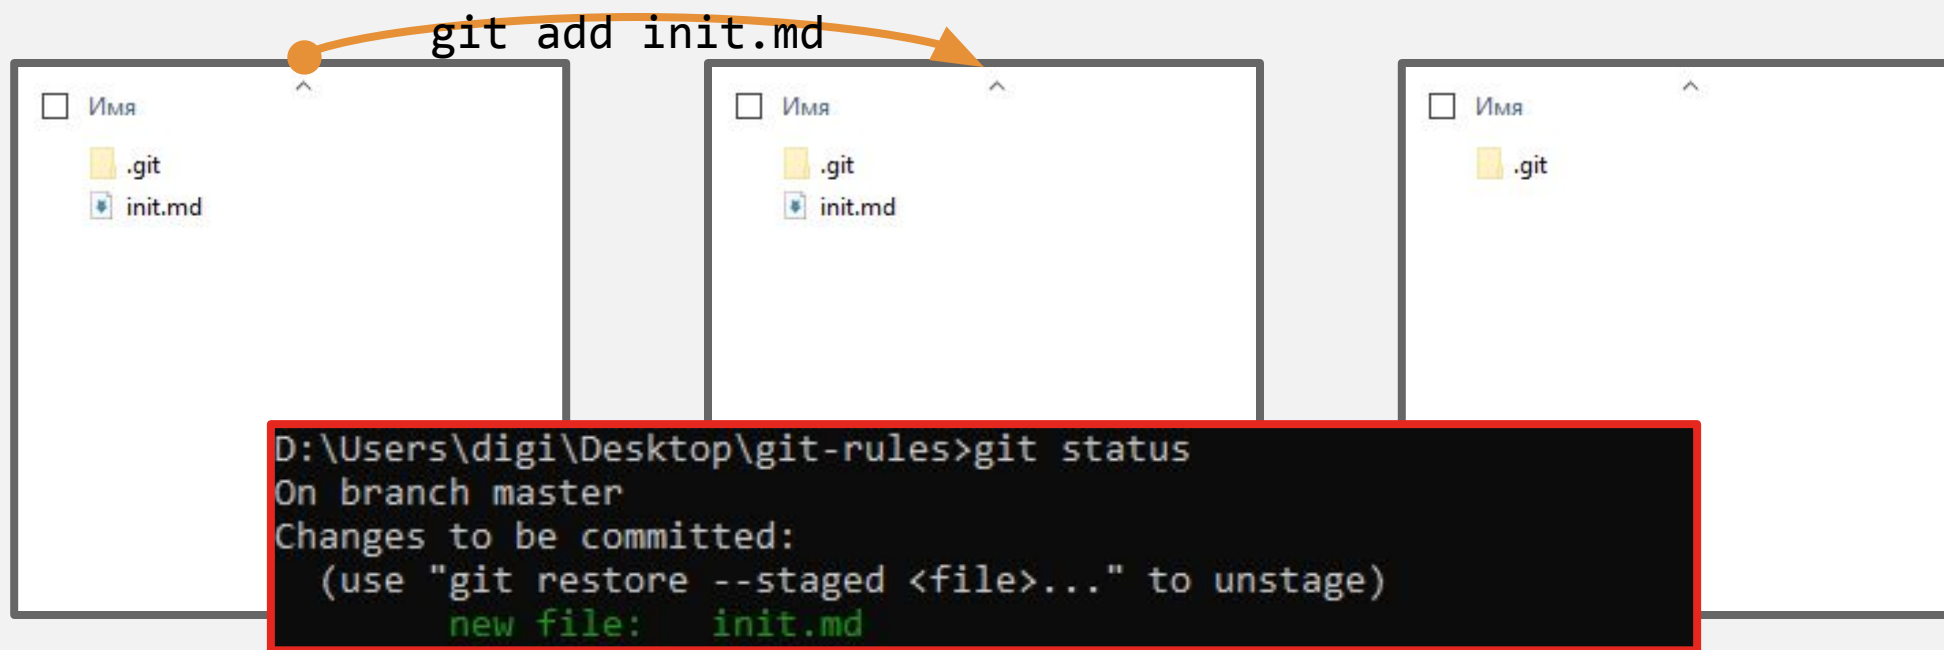 git add init.md
Имя
.git
init.md
Имя
.git
init.md
Имя
.git
D:\Users\digi\Desktop\git-rules>git status
On branch master
Changes to be committed:
  (use "git restore --staged <file>..." to unstage)
        new file:   init.md